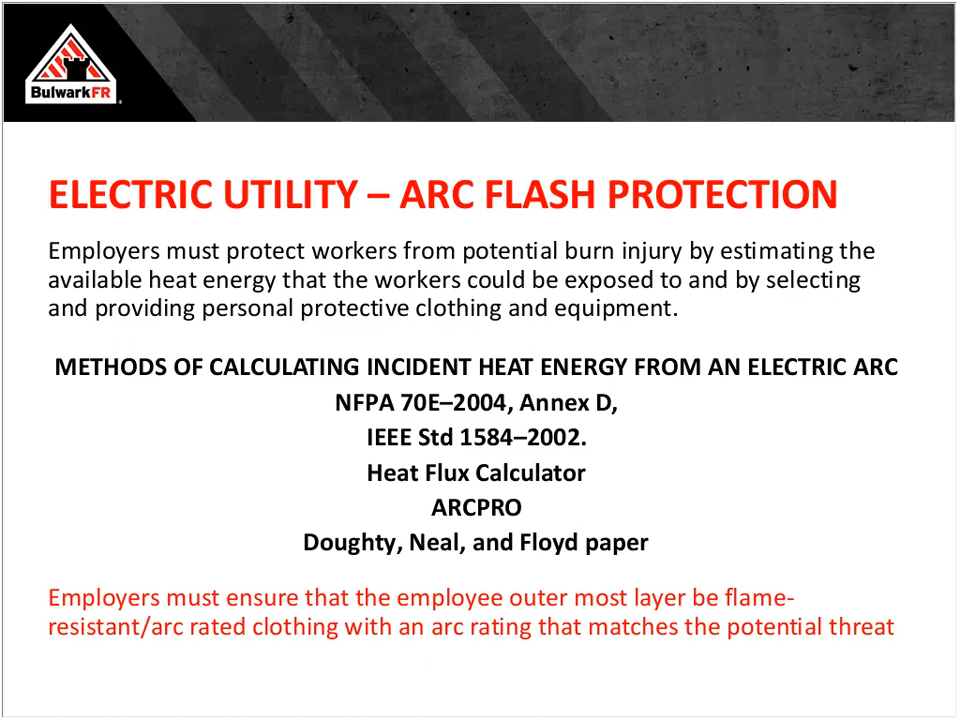 BulwarkFR
ELECTRIC UTILITY – ARC FLASH PROTECTION
Employers must protect workers from potential burn injury by estimating the
available heat energy that the workers could be exposed to and by selecting
and providing personal protective clothing and equipment.
METHODS OF CALCULATING INCIDENT HEAT ENERGY FROM AN ELECTRIC ARC
NFPA 70E–2004, Annex D,
IEEE Std 1584–2002.
Heat Flux Calculator
ARCPRO
Doughty, Neal, and Floyd paper
Employers must ensure that the employee outer most layer be flame-
resistant/arc rated clothing with an arc rating that matches the potential threat